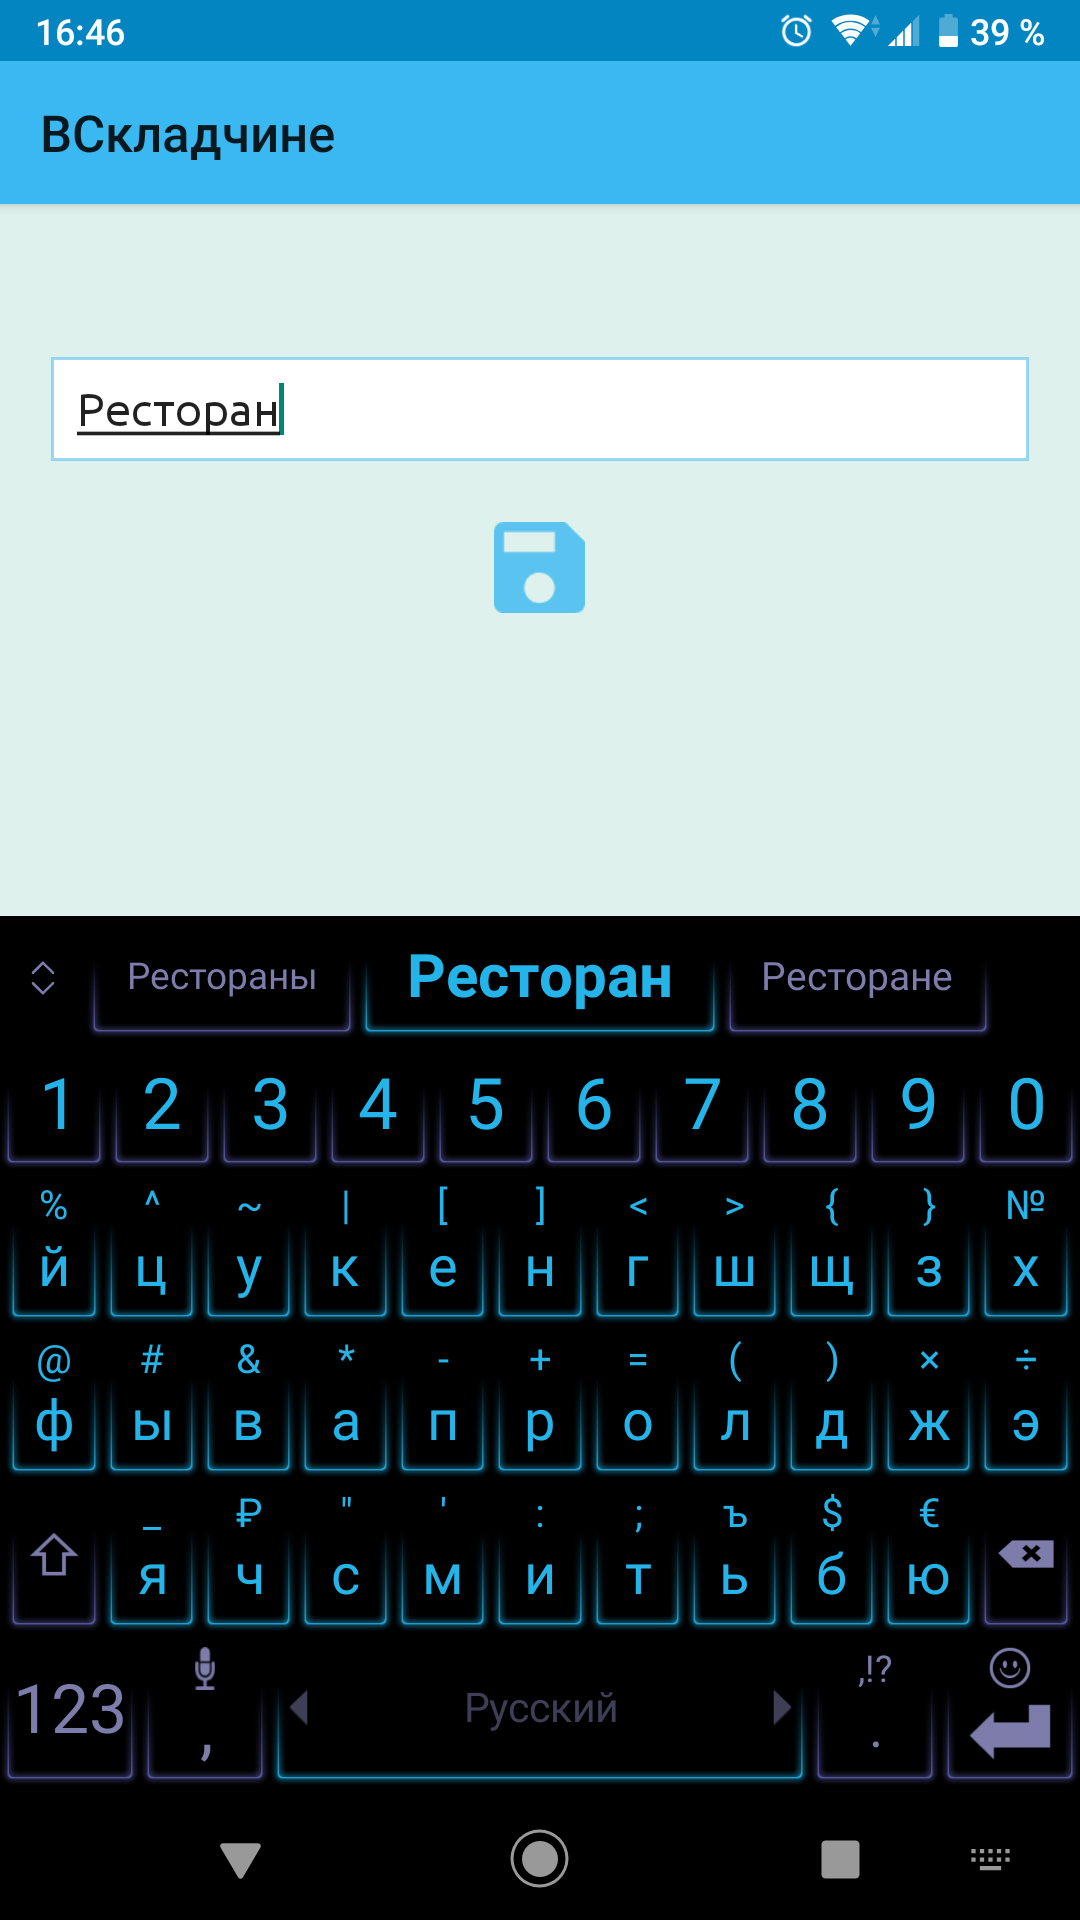 16:46 39 %
ВСкладчине
Ресторан
Рестораны Ресторан Ресторане
1 2 3 4 5 6 7 8 9 0
% ^ ~ | [ ] < > { } №
й ц у к е н г ш щ з х
@ # & * - + = ( ) × ÷
ф ы в а п р о л д ж э
_ ₽ " ' : ; ъ $ €
я ч с м и т ь б ю
,!?
123 , Русский .